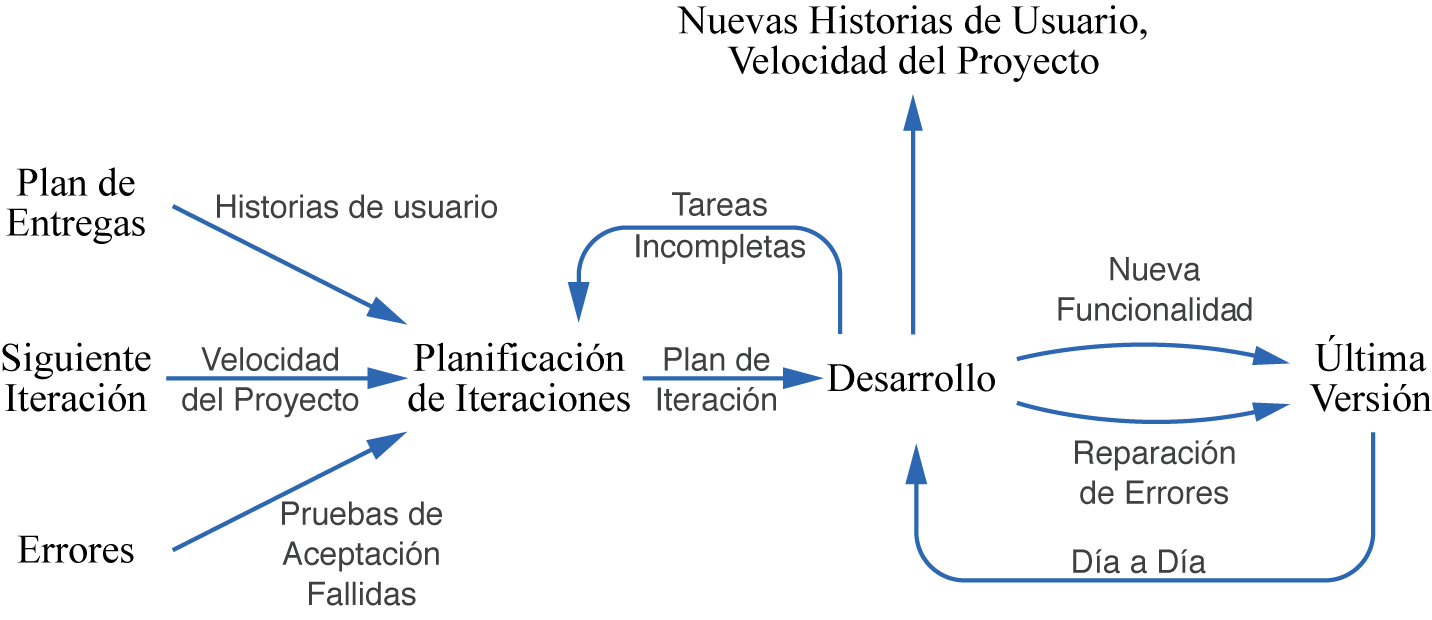 Nuevas Historias de Usuario,
Velocidad del Proyecto
Plan de
Entregas
Historias de usuario
Tareas
Incompletas
Nueva
Funcionalidad
Siguiente
Iteración
Velocidad
del Proyecto
Planificación
de Iteraciones
Plan de
Iteración
Desarrollo
Última
Versión
Reparación
de Errores
Errores
Pruebas de
Aceptación
Fallidas
Día a Día